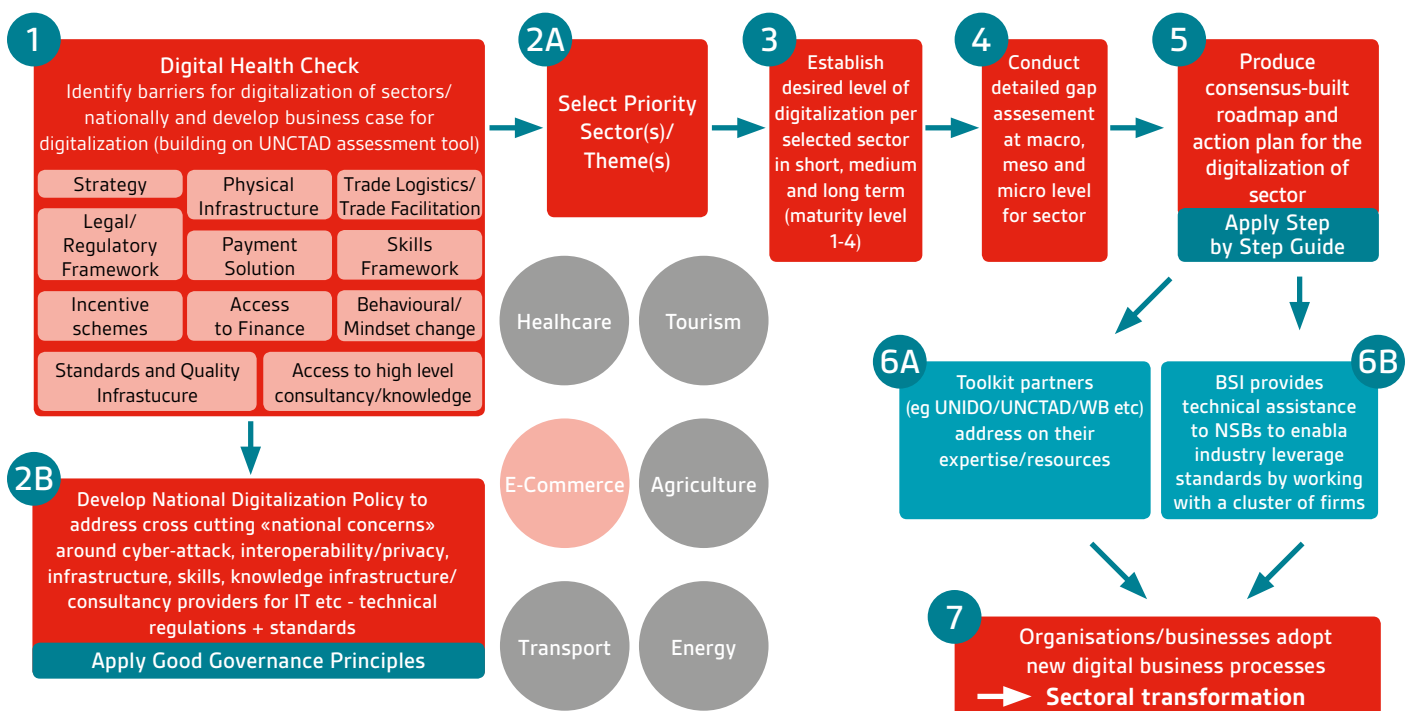 1
Digital Health Check
Identify barriers for digitalization of sectors/
nationally and develop business case for
digitalization (building on UNCTAD assessment tool)
Strategy
Physical
Infrastructure
Trade Logistics/
Trade Facilitation
Legal/
Regulatory
Framework
Payment
Solution
Skills
Framework
Incentive
schemes
Access
to Finance
Behavioural/
Mindset change
Standards and Quality
Infrastucure
Access to high level
consultancy/knowledge
2A
Select Priority
Sector(s)/
Theme(s)
3
Establish
desired level of
digitalization per
selected sector
in short, medium
and long term
(maturity level
1-4)
4
Conduct
detailed gap
assesement
at macro,
meso and
micro level
for sector
5
Produce
consensus-built
roadmap and
action plan for the
digitalization of
sector
Apply Step
by Step Guide
Healhcare
Tourism
E-Commerce
Agriculture
Transport
Energy
2B
Develop National Digitalization Policy to
address cross cutting «national concerns»
around cyber-attack, interoperability/privacy,
infrastructure, skills, knowledge infrastructure/
consultancy providers for IT etc - technical
regulations + standards
Apply Good Governance Principles
6A
Toolkit partners
(eg UNIDO/UNCTAD/WB etc)
address on their
expertise/resources
6B
BSI provides
technical assistance
to NSBs to enabla
industry leverage
standards by working
with a cluster of firms
7
Organisations/businesses adopt
new digital business processes
Sectoral transformation